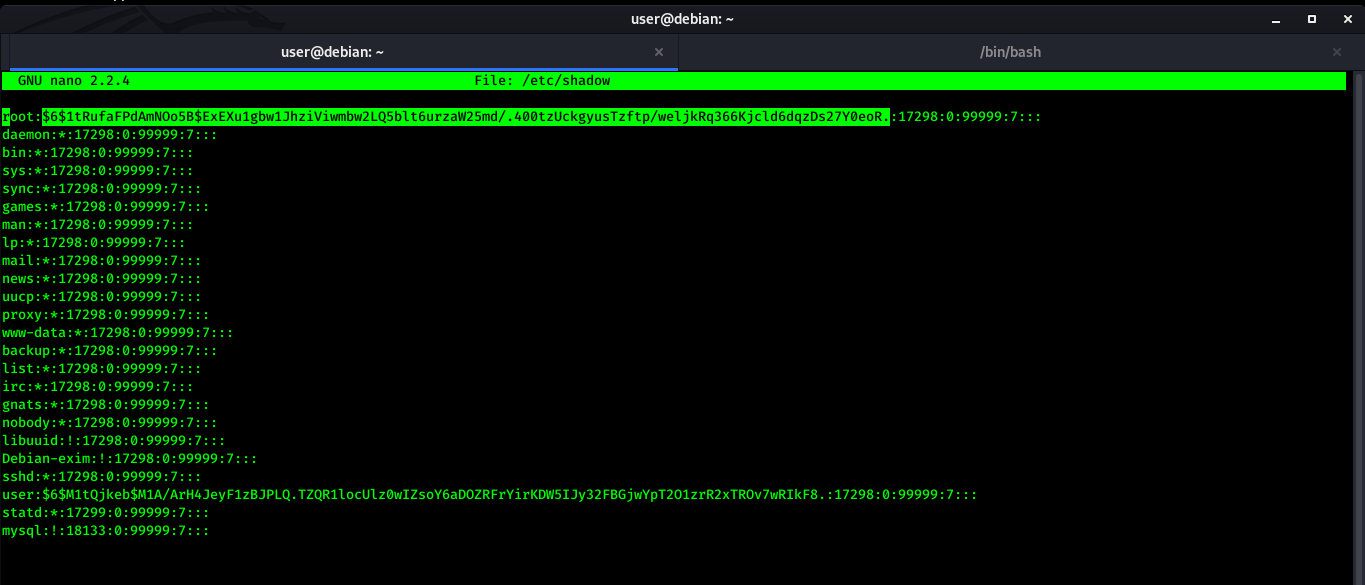 user@debian: ~
user@debian: ~ × /bin/bash ×
GNU nano 2.2.4 File: /etc/shadow
root:$6$1tRufaFPdAmNOo5B$ExEXu1gbw1JhziViwmbw2LQ5blt6urzaW25md/.400tzUckgyusTzftp/weljkRq366Kjcld6dqzDs27Y0eoR.:17298:0:99999:7:::
daemon:*:17298:0:99999:7:::
bin:*:17298:0:99999:7:::
sys:*:17298:0:99999:7:::
sync:*:17298:0:99999:7:::
games:*:17298:0:99999:7:::
man:*:17298:0:99999:7:::
lp:*:17298:0:99999:7:::
mail:*:17298:0:99999:7:::
news:*:17298:0:99999:7:::
uucp:*:17298:0:99999:7:::
proxy:*:17298:0:99999:7:::
www-data:*:17298:0:99999:7:::
backup:*:17298:0:99999:7:::
list:*:17298:0:99999:7:::
irc:*:17298:0:99999:7:::
gnats:*:17298:0:99999:7:::
nobody:*:17298:0:99999:7:::
libuuid:!:17298:0:99999:7:::
Debian-exim:!:17298:0:99999:7:::
sshd:*:17298:0:99999:7:::
user:$6$M1tQjkeb$M1A/ArH4JeyF1zBJPLQ.TZQR1locUlz0wIZsoY6aDOZRFrYirKDW5IJy32FBGjwYpT2O1zrR2xTROv7wRIkF8.:17298:0:99999:7:::
statd:*:17299:0:99999:7:::
mysql:!:18133:0:99999:7:::